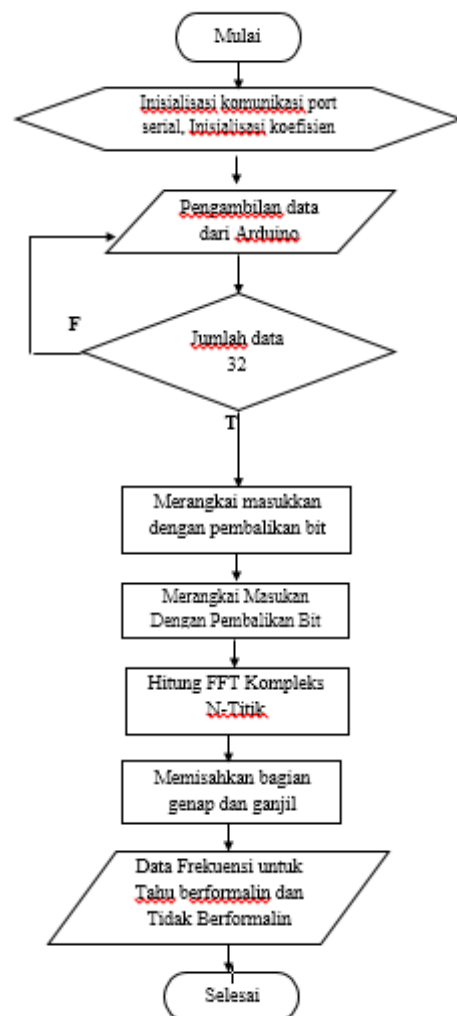 Mulai
Inisialisasi komunikasi port
serial, Inisialisasi koefisien
Pengambilan data
dari Arduino
F
Jumlah data
32
T
Merangkai masukkan
dengan pembalikan bit
Merangkai Masukan
Dengan Pembalikan Bit
Hitung FFT Kompleks
N-Titik
Memisahkan bagian
genap dan ganjil
Data Frekuensi untuk
Tahu berformalin dan
Tidak Berformalin
Selesai